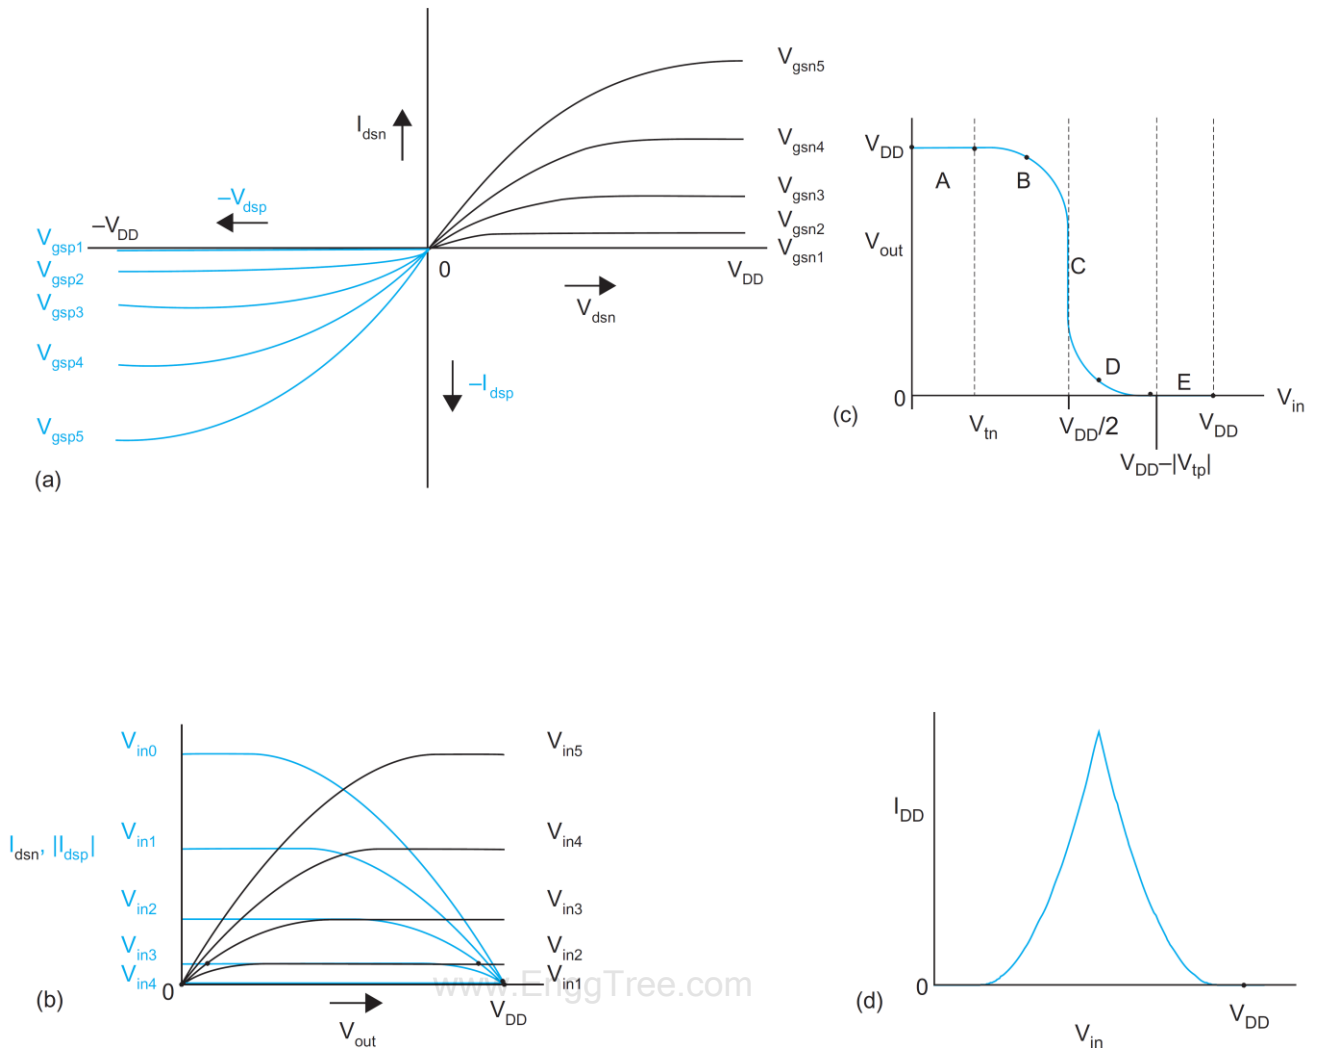 V_gsn5
I_dsn
V_DD
V_gsn4
A
B
–V_dsp
V_gsn3
–V_DD
V_gsn2
V_gsp1
V_gsn1
V_out
V_gsp2
0
V_DD
C
V_gsp3
V_dsn
V_gsp4
–I_dsp
D
E
0
V_in
(c)
V_tn
V_DD/2
V_DD
V_gsp5
V_DD–|V_tp|
(a)
V_in0
V_in5
I_DD
V_in1
V_in4
I_dsn, |I_dsp|
V_in2
V_in3
V_in3
V_in2
V_in4
V_in1
www.EnggTree.com
(b)
0
V_DD
V_out
0
(d)
V_DD
V_in